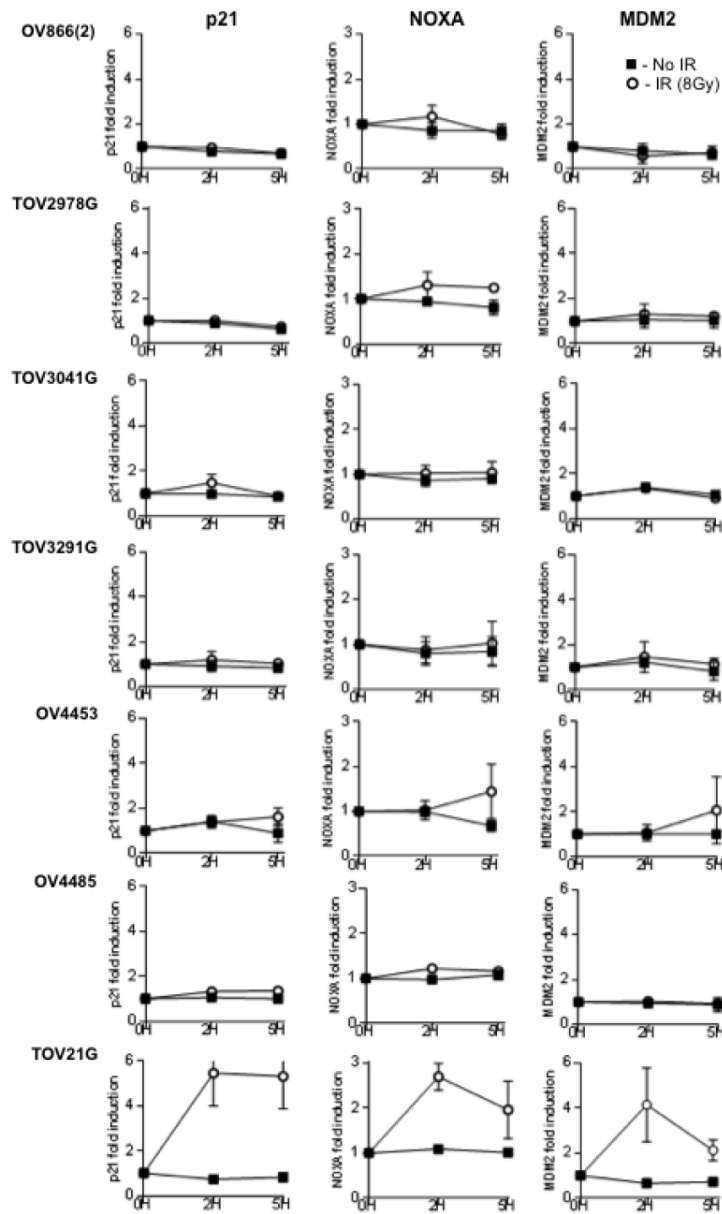 p21 NOXA MDM2
OV866(2)
- No IR
- IR (8Gy)
p21 fold induction
6
4
2
0
0H 2H 5H
NOXA fold induction
3
2
1
0
0H 2H 5H
MDM2 fold induction
6
4
2
0
0H 2H 5H
TOV2978G
p21 fold induction
6
4
2
0
0H 2H 5H
NOXA fold induction
3
2
1
0
0H 2H 5H
MDM2 fold induction
6
4
2
0
0H 2H 5H
TOV3041G
p21 fold induction
6
4
2
0
0H 2H 5H
NOXA fold induction
3
2
1
0
0H 2H 5H
MDM2 fold induction
6
4
2
0
0H 2H 5H
TOV3291G
p21 fold induction
6
4
2
0
0H 2H 5H
NOXA fold induction
3
2
1
0
0H 2H 5H
MDM2 fold induction
6
4
2
0
0H 2H 5H
OV4453
p21 fold induction
6
4
2
0
0H 2H 5H
NOXA fold induction
3
2
1
0
0H 2H 5H
MDM2 fold induction
6
4
2
0
0H 2H 5H
OV4485
p21 fold induction
6
4
2
0
0H 2H 5H
NOXA fold induction
3
2
1
0
0H 2H 5H
MDM2 fold induction
6
4
2
0
0H 2H 5H
TOV21G
p21 fold induction
6
4
2
0
0H 2H 5H
NOXA fold induction
3
2
1
0
0H 2H 5H
MDM2 fold induction
6
4
2
0
0H 2H 5H